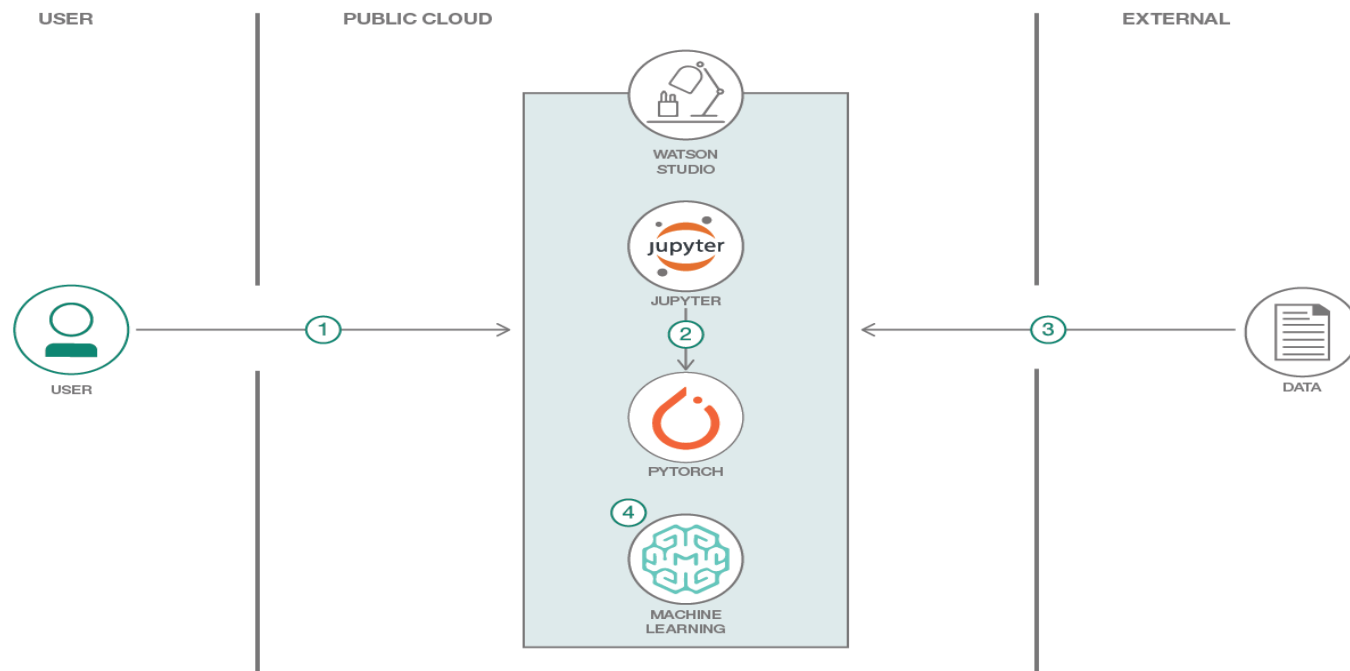 USER
PUBLIC CLOUD
EXTERNAL
WATSON
STUDIO
jupyter
JUPYTER
1
2
3
USER
DATA
PYTORCH
4
MACHINE
LEARNING